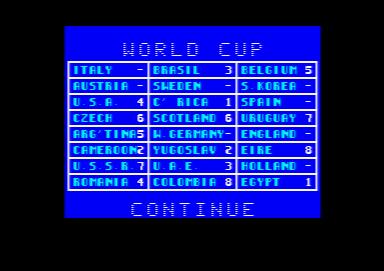 WORLD CUP
ITALY - BRASIL 3 BELGIUM 5
AUSTRIA - SWEDEN - S.KOREA -
U.S.A. 4 C' RICA 1 SPAIN -
CZECH 6 SCOTLAND 6 URUGUAY 7
ARG'TINA5 W.GERMANY- ENGLAND -
CAMEROON2 YUGOSLAV 2 EIRE 8
U.S.S.R.7 U.A.E. 3 HOLLAND -
ROMANIA 4 COLOMBIA 8 EGYPT 1
CONTINUE